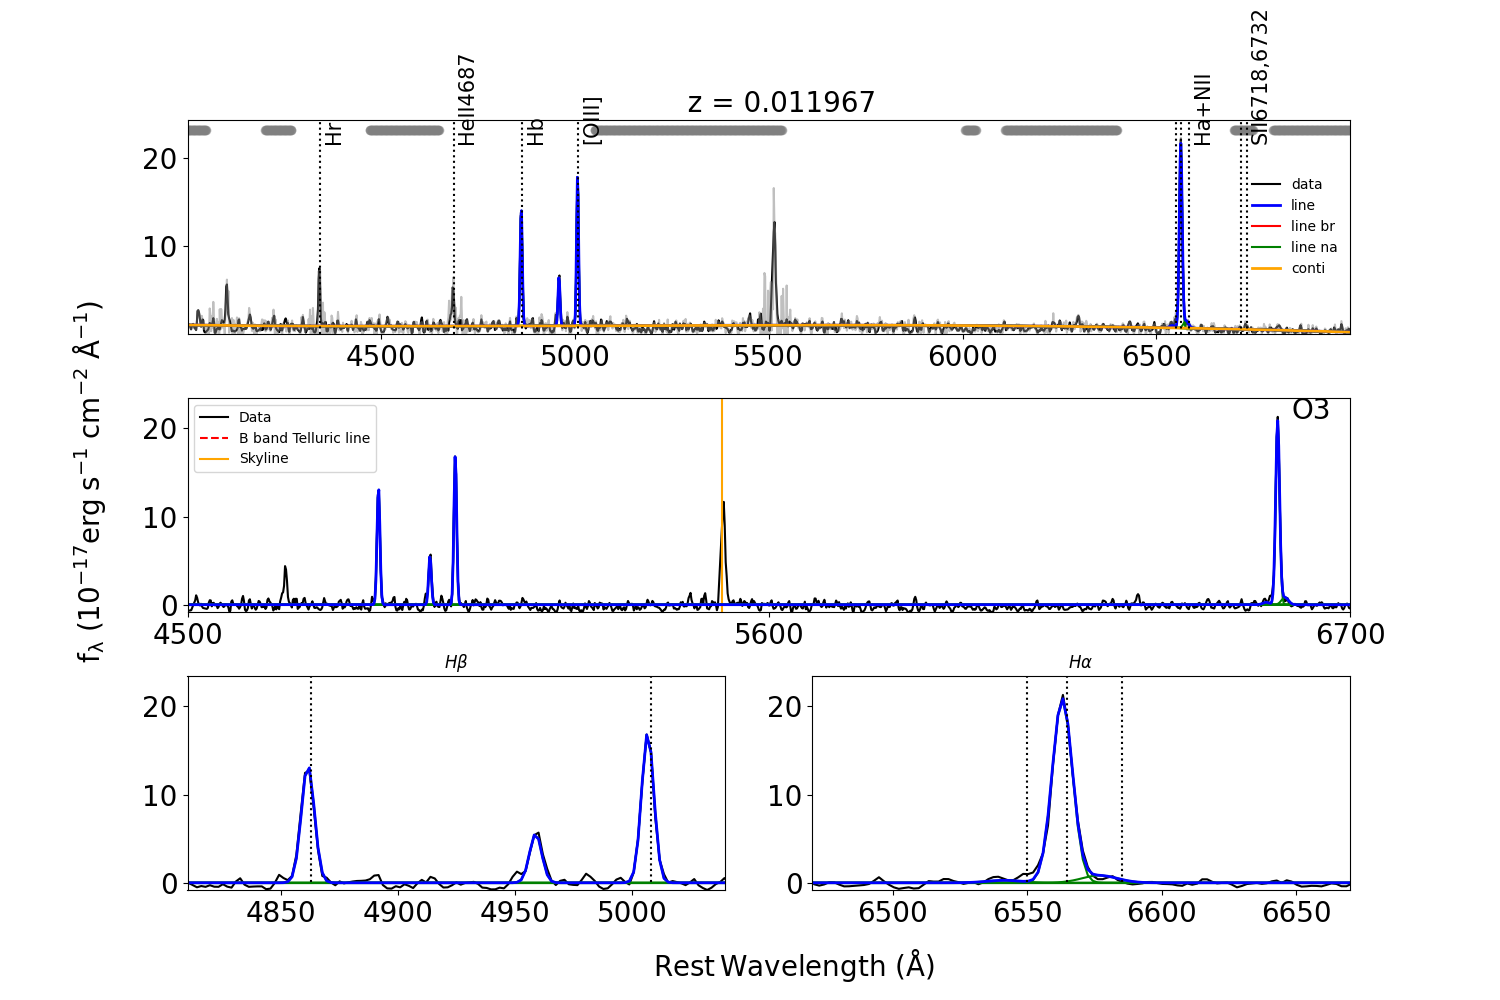 z = 0.011967
Hr
HeII4687
Hb
[OIII]
Ha+NII
SII6718,6732
20
10
data
line
line br
line na
conti
4500
5000
5500
6000
6500
f_λ (10⁻¹⁷erg s⁻¹ cm⁻² Å⁻¹)
O3
Data
B band Telluric line
Skyline
20
10
0
4500
5600
6700
Hβ
Hα
20
10
0
4850
4900
4950
5000
20
10
0
6500
6550
6600
6650
Rest Wavelength (Å)